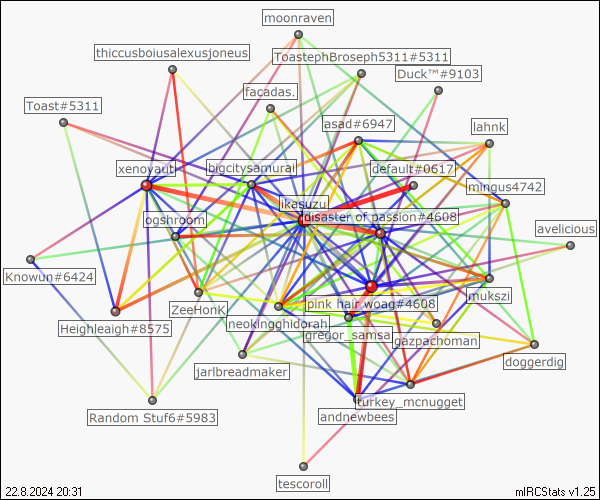 moonraven
thiccusboiusalexusjoneus
ToastephBroseph5311#5311
Duck™#9103
facadas.
Toast#5311
asad#6947
lahnk
xenoyaut
bigcitysamurai
default#0617
mingus4742
likasuzu
disaster of passion#4608
ogshroom
avelicious
Knowun#6424
mukszi
ZeeHonK
pink hair woag#4608
neokingghidorah
Heighleaigh#8575
gregor_samsa
gazpachoman
doggerdig
jarlbreadmaker
turkey_mcnugget
Random Stuf6#5983
andnewbees
tescoroll
22.8.2024 20:31
mIRCStats v1.25